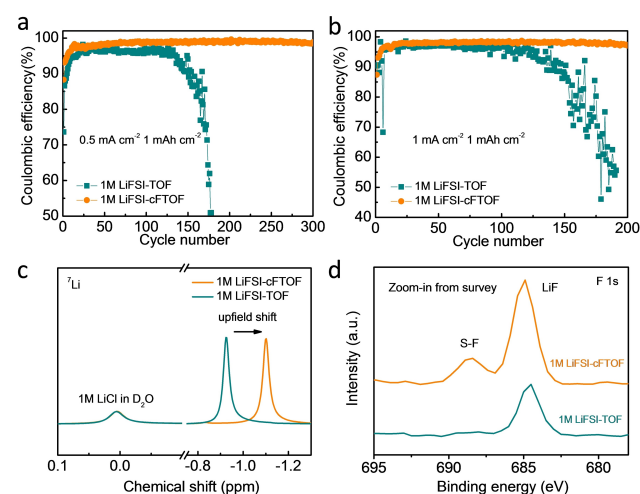 a
Coulombic efficiency(%)
100
90
80
70
60
50
0.5 mA cm⁻² 1 mAh cm⁻²
1M LiFSI-TOF
1M LiFSI-cFTOF
0
50
100
150
200
250
300
Cycle number
b
Coulombic efficiency(%)
100
90
80
70
60
50
40
1 mA cm⁻² 1 mAh cm⁻²
1M LiFSI-TOF
1M LiFSI-cFTOF
0
25
50
75
100
125
150
175
200
Cycle number
c
⁷Li
1M LiFSI-cFTOF
1M LiFSI-TOF
upfield shift
1M LiCl in D₂O
0.1
0.0
-0.8
-1.0
-1.2
Chemical shift (ppm)
d
Intensity (a.u.)
Zoom-in from survey
LiF
F 1s
S-F
1M LiFSI-cFTOF
1M LiFSI-TOF
695
690
685
680
Binding energy (eV)